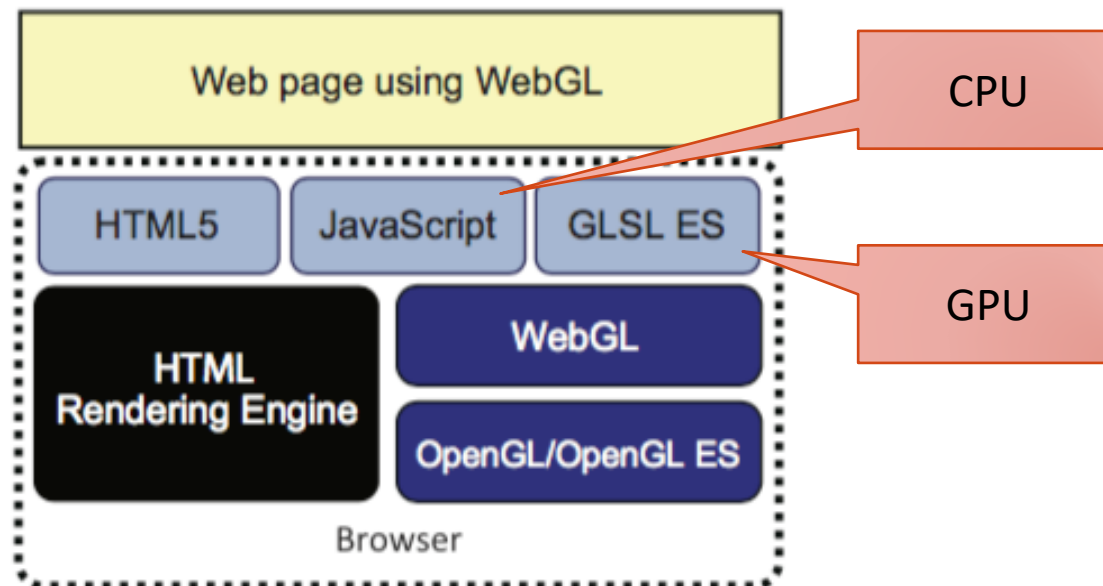 Web page using WebGL
CPU
HTML5
JavaScript
GLSL ES
GPU
HTML
Rendering Engine
WebGL
OpenGL/OpenGL ES
Browser